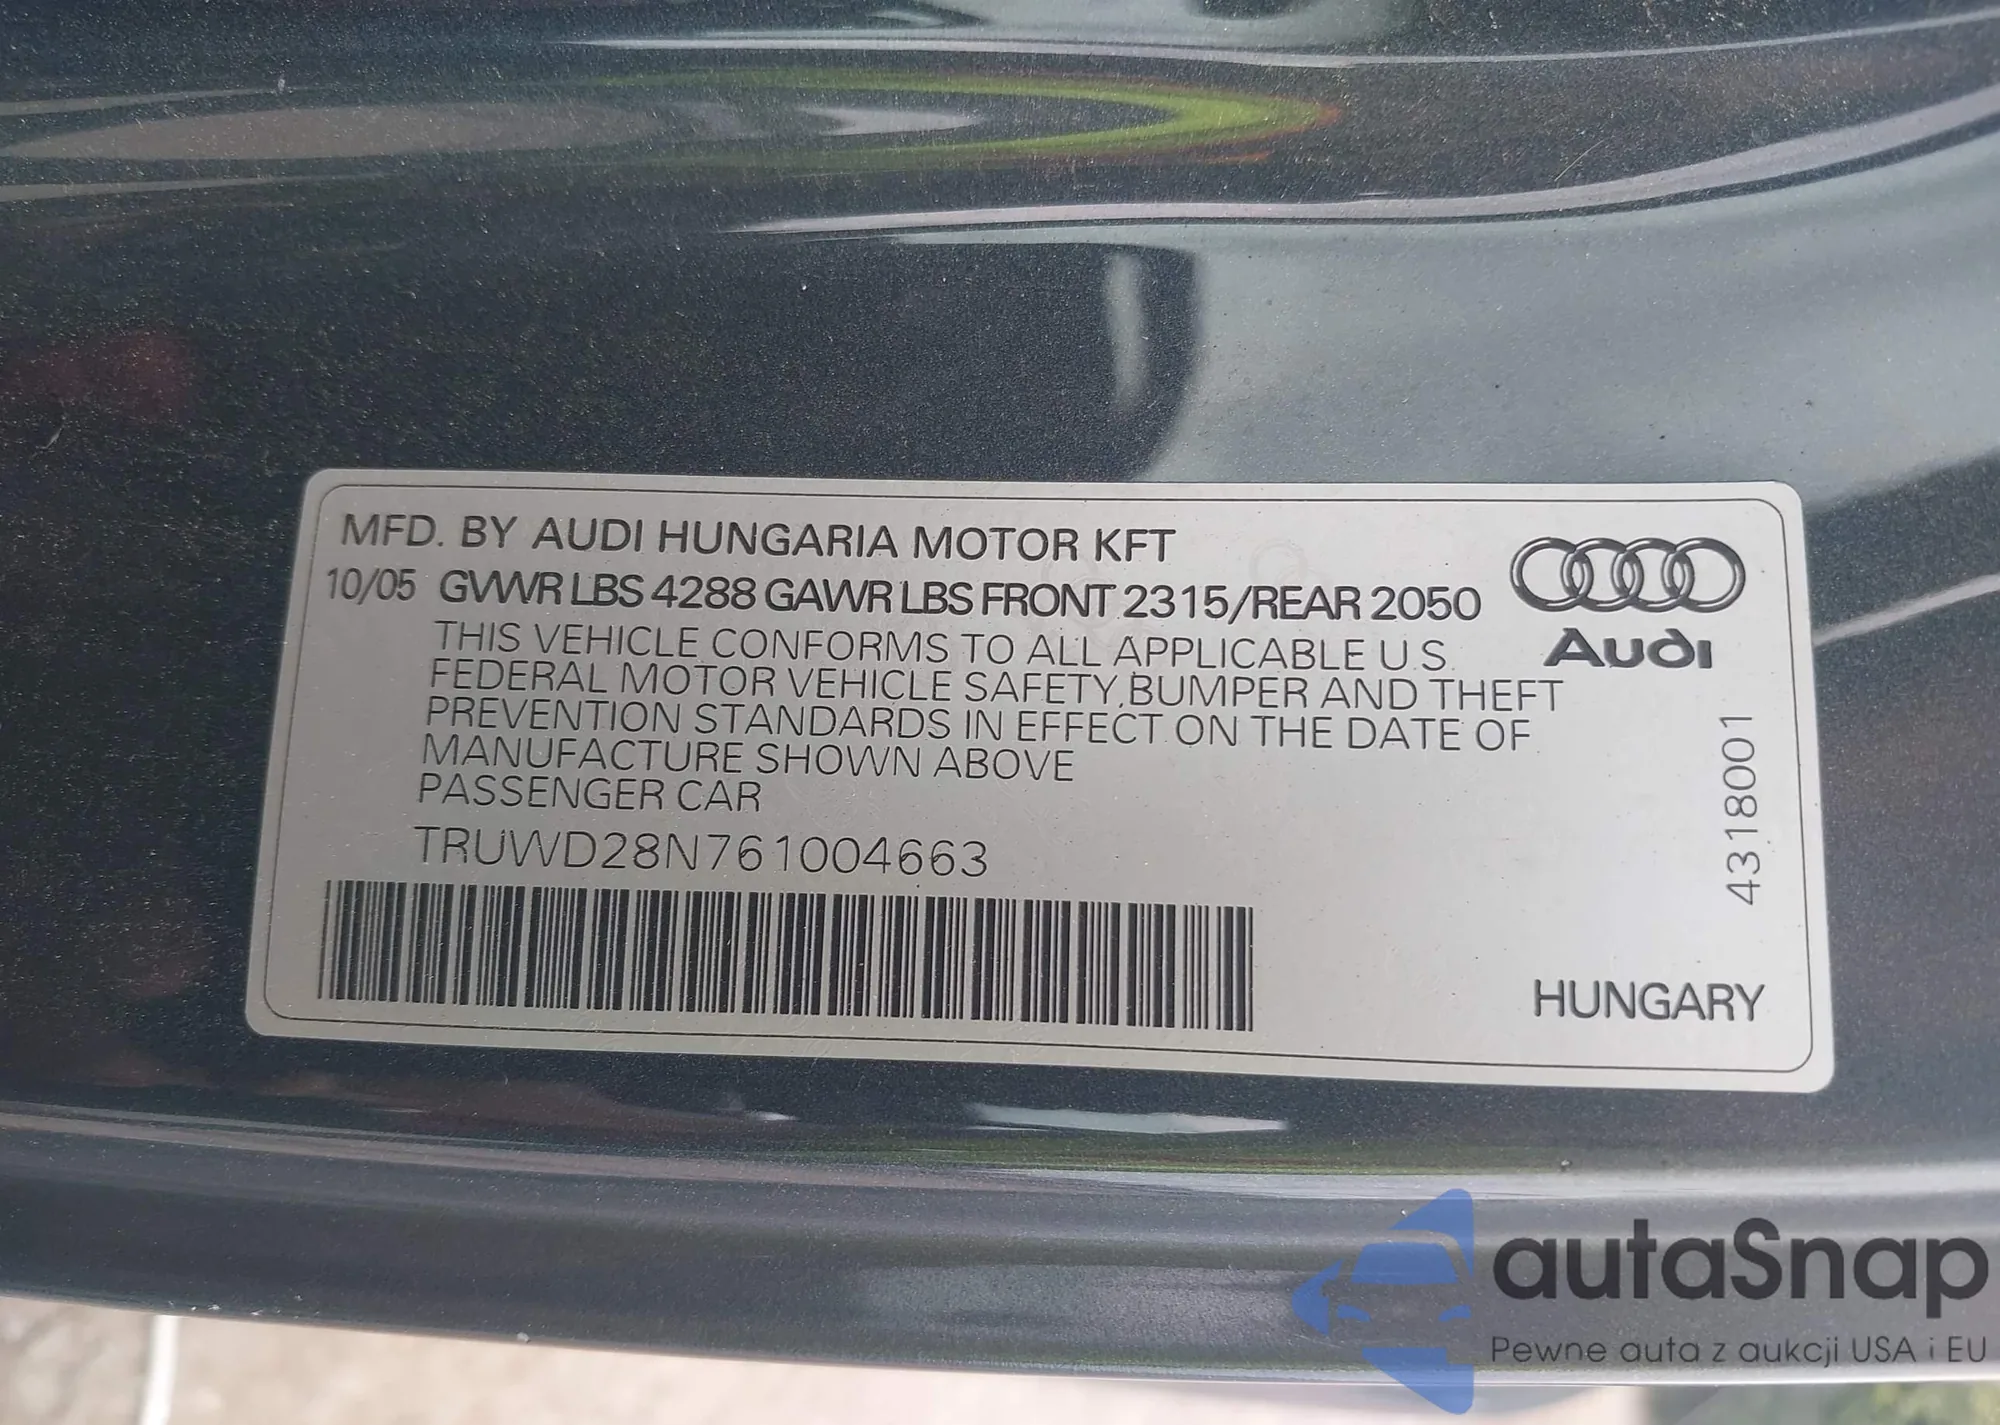 MFD. BY AUDI HUNGARIA MOTOR KFT
10/05 GVWR LBS 4288 GAWR LBS FRONT 2315/REAR 2050
THIS VEHICLE CONFORMS TO ALL APPLICABLE U.S.
FEDERAL MOTOR VEHICLE SAFETY,BUMPER AND THEFT
PREVENTION STANDARDS IN EFFECT ON THE DATE OF
MANUFACTURE SHOWN ABOVE
PASSENGER CAR
TRUWD28N761004663
Audi
4318001
HUNGARY
autaSnap
Pewne auta z aukcji USA i EU